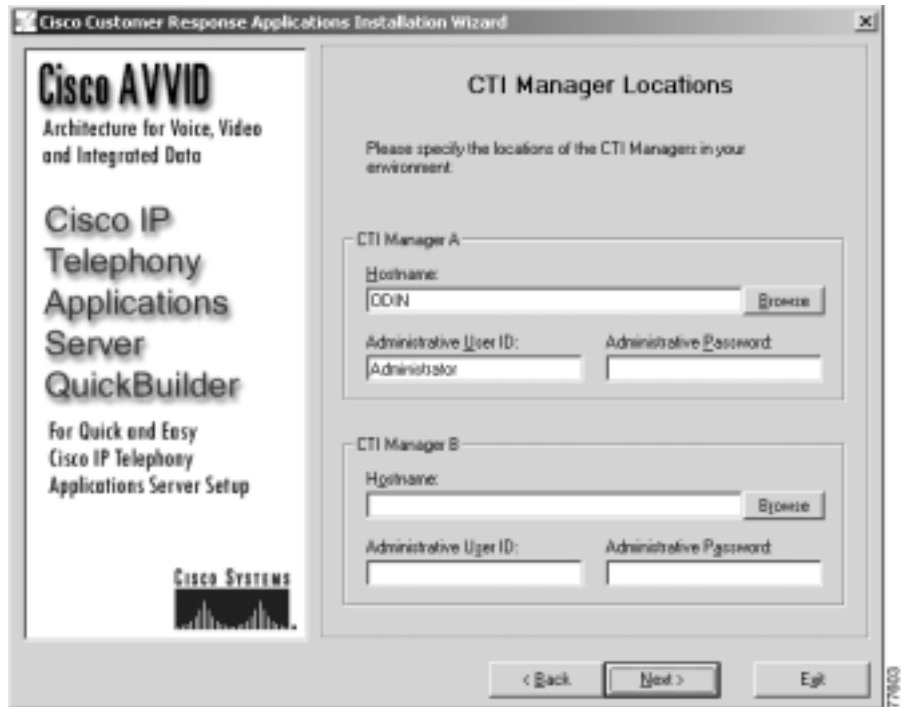 Cisco Customer Response Applications Installation Wizard
Cisco AVVID
Architecture for Voice, Video
and Integrated Data
Cisco IP
Telephony
Applications
Server
QuickBuilder
For Quick and Easy
Cisco IP Telephony
Applications Server Setup
CISCO SYSTEMS
CTI Manager Locations
Please specify the locations of the CTI Managers in your
environment:
CTI Manager A
Hostname:
ODIN
Browse
Administrative User ID:
Administrative Password:
Administrator
CTI Manager B
Hostname:
Browse
Administrative User ID:
Administrative Password:
< Back
Next >
Exit
77603